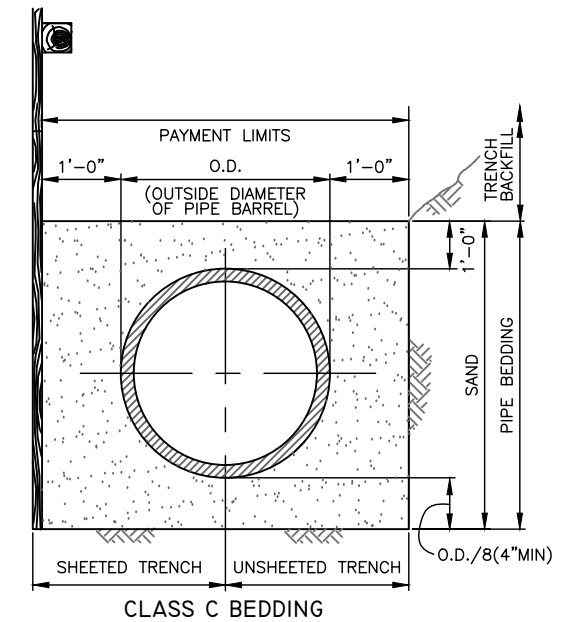 PAYMENT LIMITS
1'-0"
O.D.
1'-0"
(OUTSIDE DIAMETER
OF PIPE BARREL)
TRENCH
BACKFILL
1'-0"
SAND
PIPE BEDDING
O.D./8(4"MIN)
SHEETED TRENCH
UNSHEETED TRENCH
CLASS C BEDDING